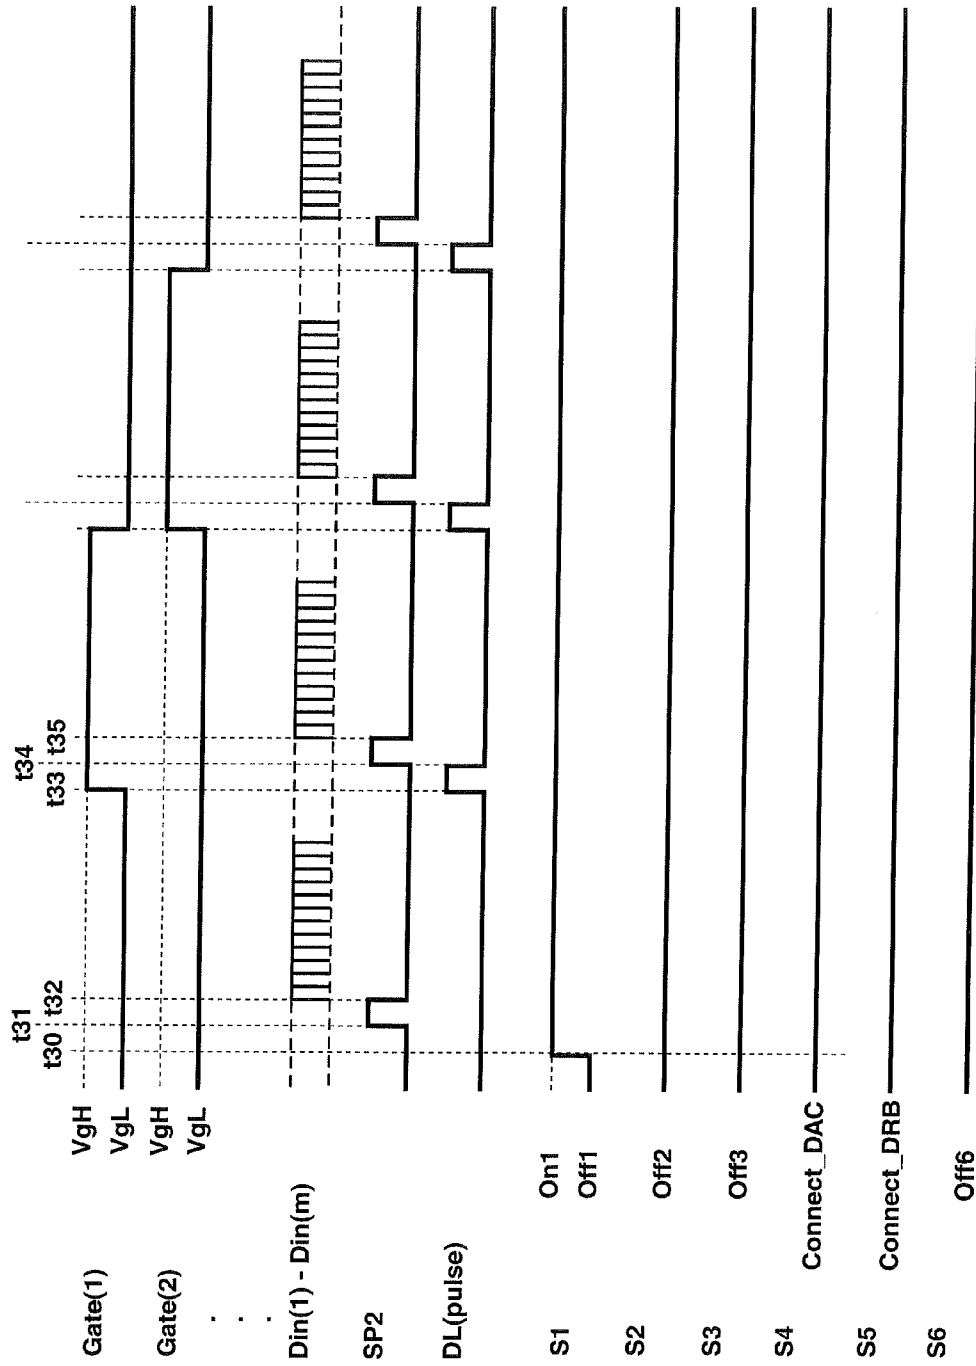 t31 t34
t30 t32 t33 t35
Gate(1) VgH
VgL
Gate(2) VgH
VgL
. . .
Din(1) - Din(m)
SP2
DL(pulse)
S1 On1
Off1
S2 Off2
S3 Off3
S4 Connect_DAC
S5 Connect_DRB
S6 Off6